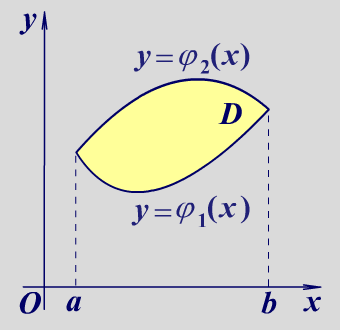 y
y=φ₂(x)
D
y=φ₁(x)
O a b x